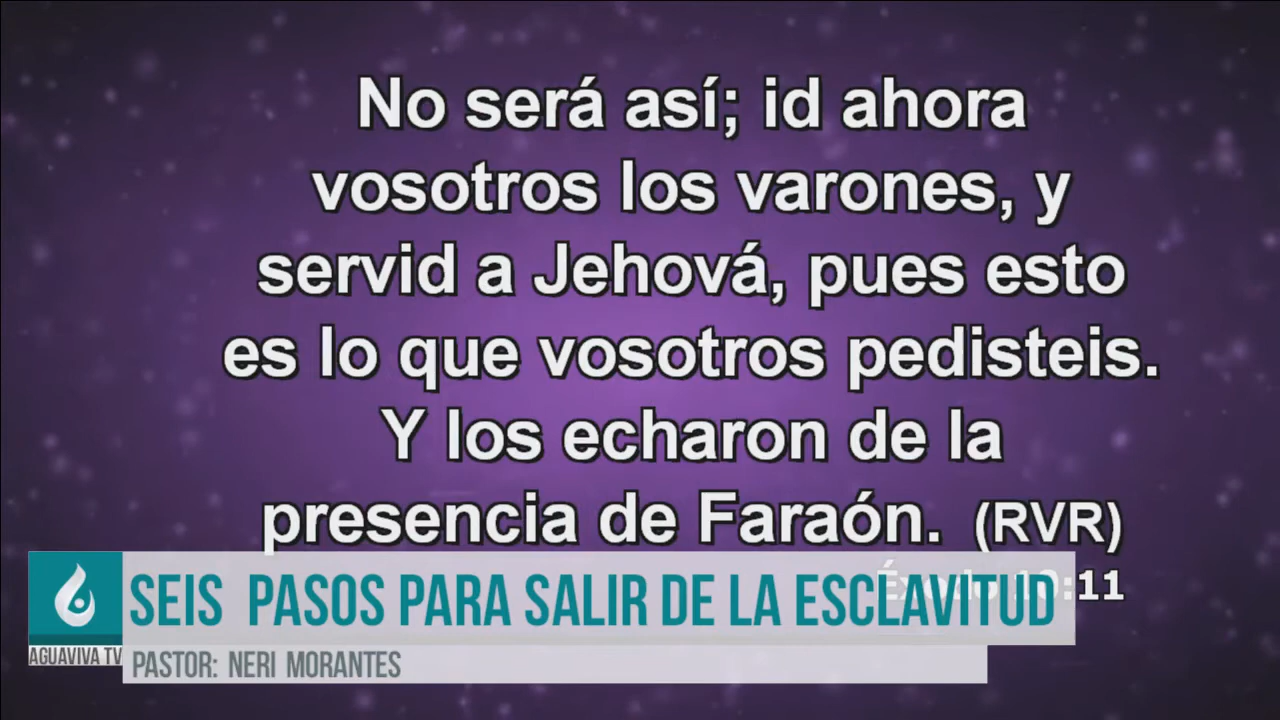 No será así; id ahora
vosotros los varones, y
servid a Jehová, pues esto
es lo que vosotros pedisteis.
Y los echaron de la
presencia de Faraón. (RVR)
Éxodo 10:11
SEIS PASOS PARA SALIR DE LA ESCLAVITUD
AGUAVIVA TV
PASTOR: NERI MORANTES